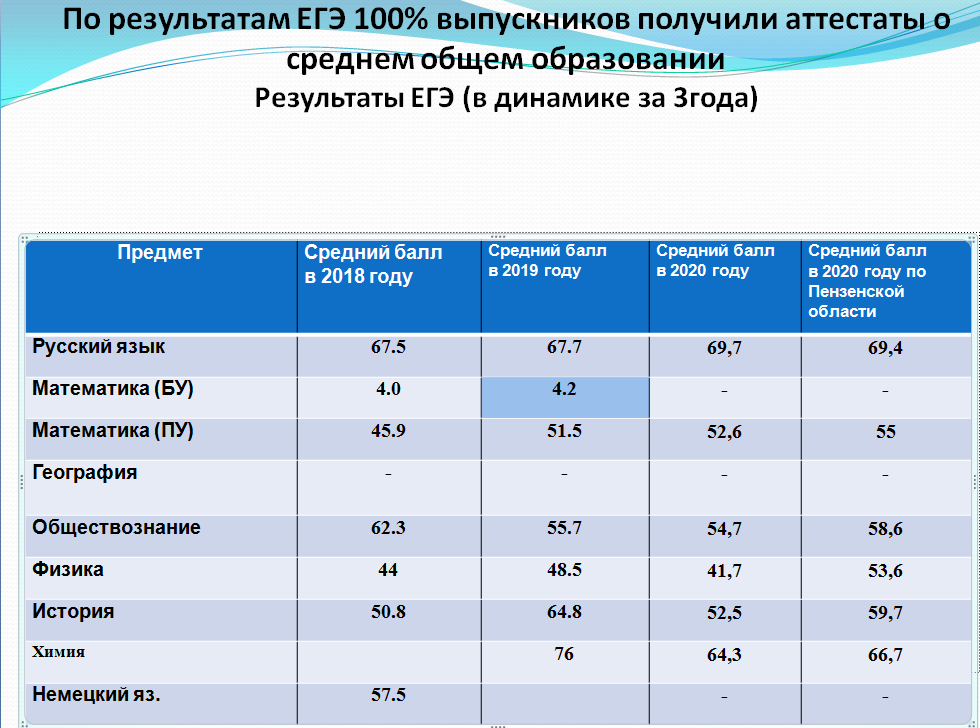 По результатам ЕГЭ 100% выпускников получили аттестаты о
среднем общем образовании
Результаты ЕГЭ (в динамике за 3года)
Предмет Средний балл в 2018 году Средний балл в 2019 году Средний балл в 2020 году Средний балл в 2020 году по Пензенской области
Русский язык 67.5 67.7 69,7 69,4
Математика (БУ) 4.0 4.2 - -
Математика (ПУ) 45.9 51.5 52,6 55
География - - - -
Обществознание 62.3 55.7 54,7 58,6
Физика 44 48.5 41,7 53,6
История 50.8 64.8 52,5 59,7
Химия 76 64,3 66,7
Немецкий яз. 57.5 - -